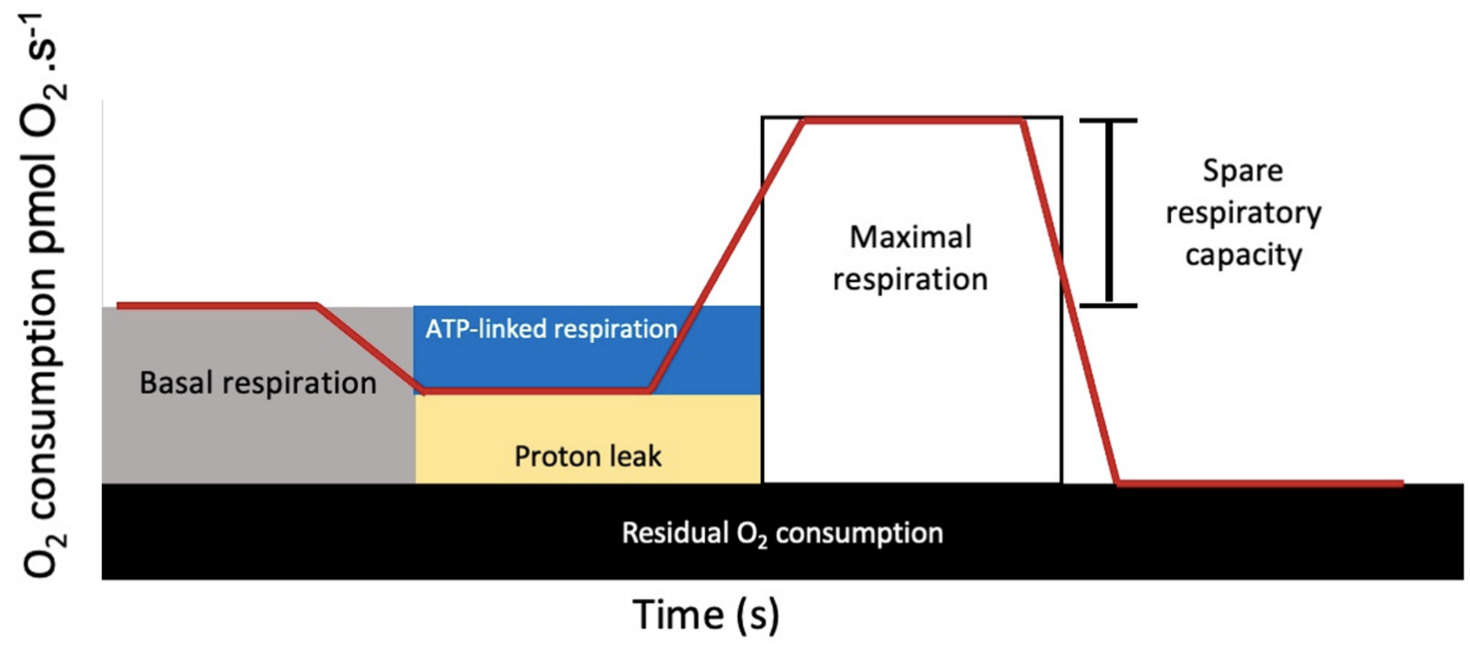 O₂ consumption pmol O₂ .s⁻¹
Basal respiration
ATP-linked respiration
Proton leak
Maximal
respiration
Spare
respiratory
capacity
Residual O₂ consumption
Time (s)